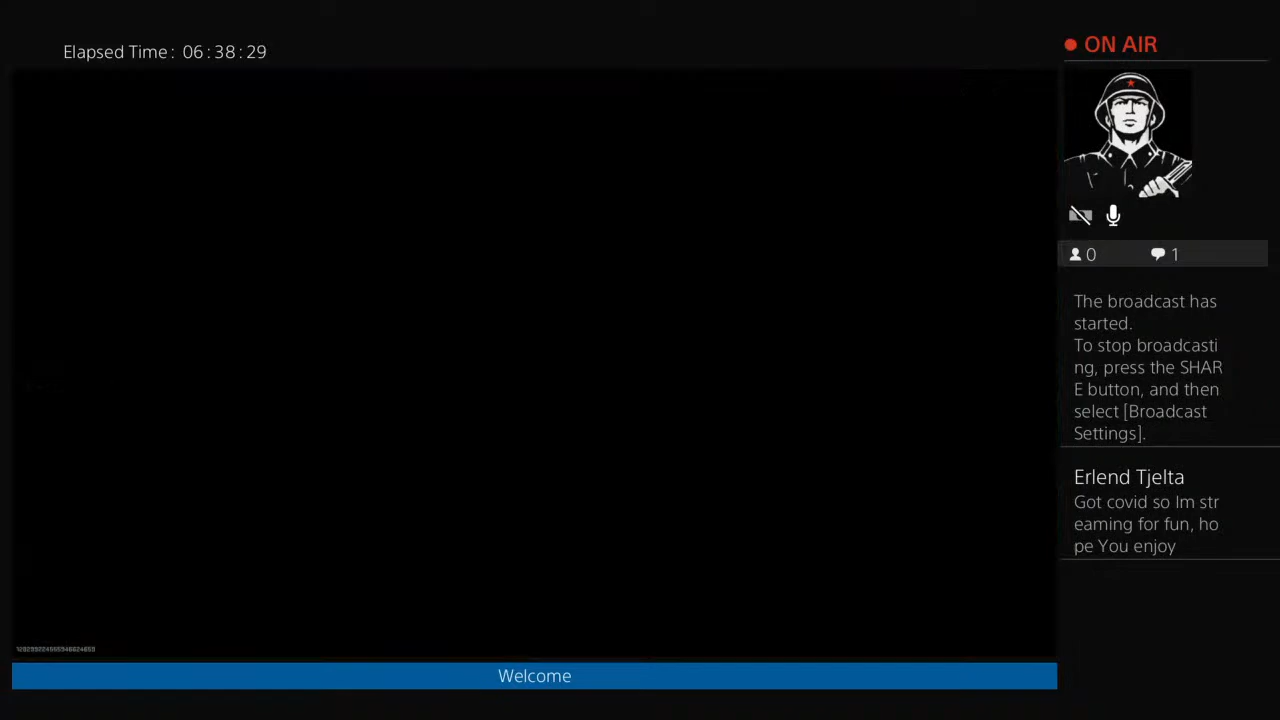 Elapsed Time: 06:38:29
ON AIR
0 1
The broadcast has
started.
To stop broadcasti
ng, press the SHAR
E button, and then
select [Broadcast
Settings].
Erlend Tjelta
Got covid so Im str
eaming for fun, ho
pe You enjoy
Welcome